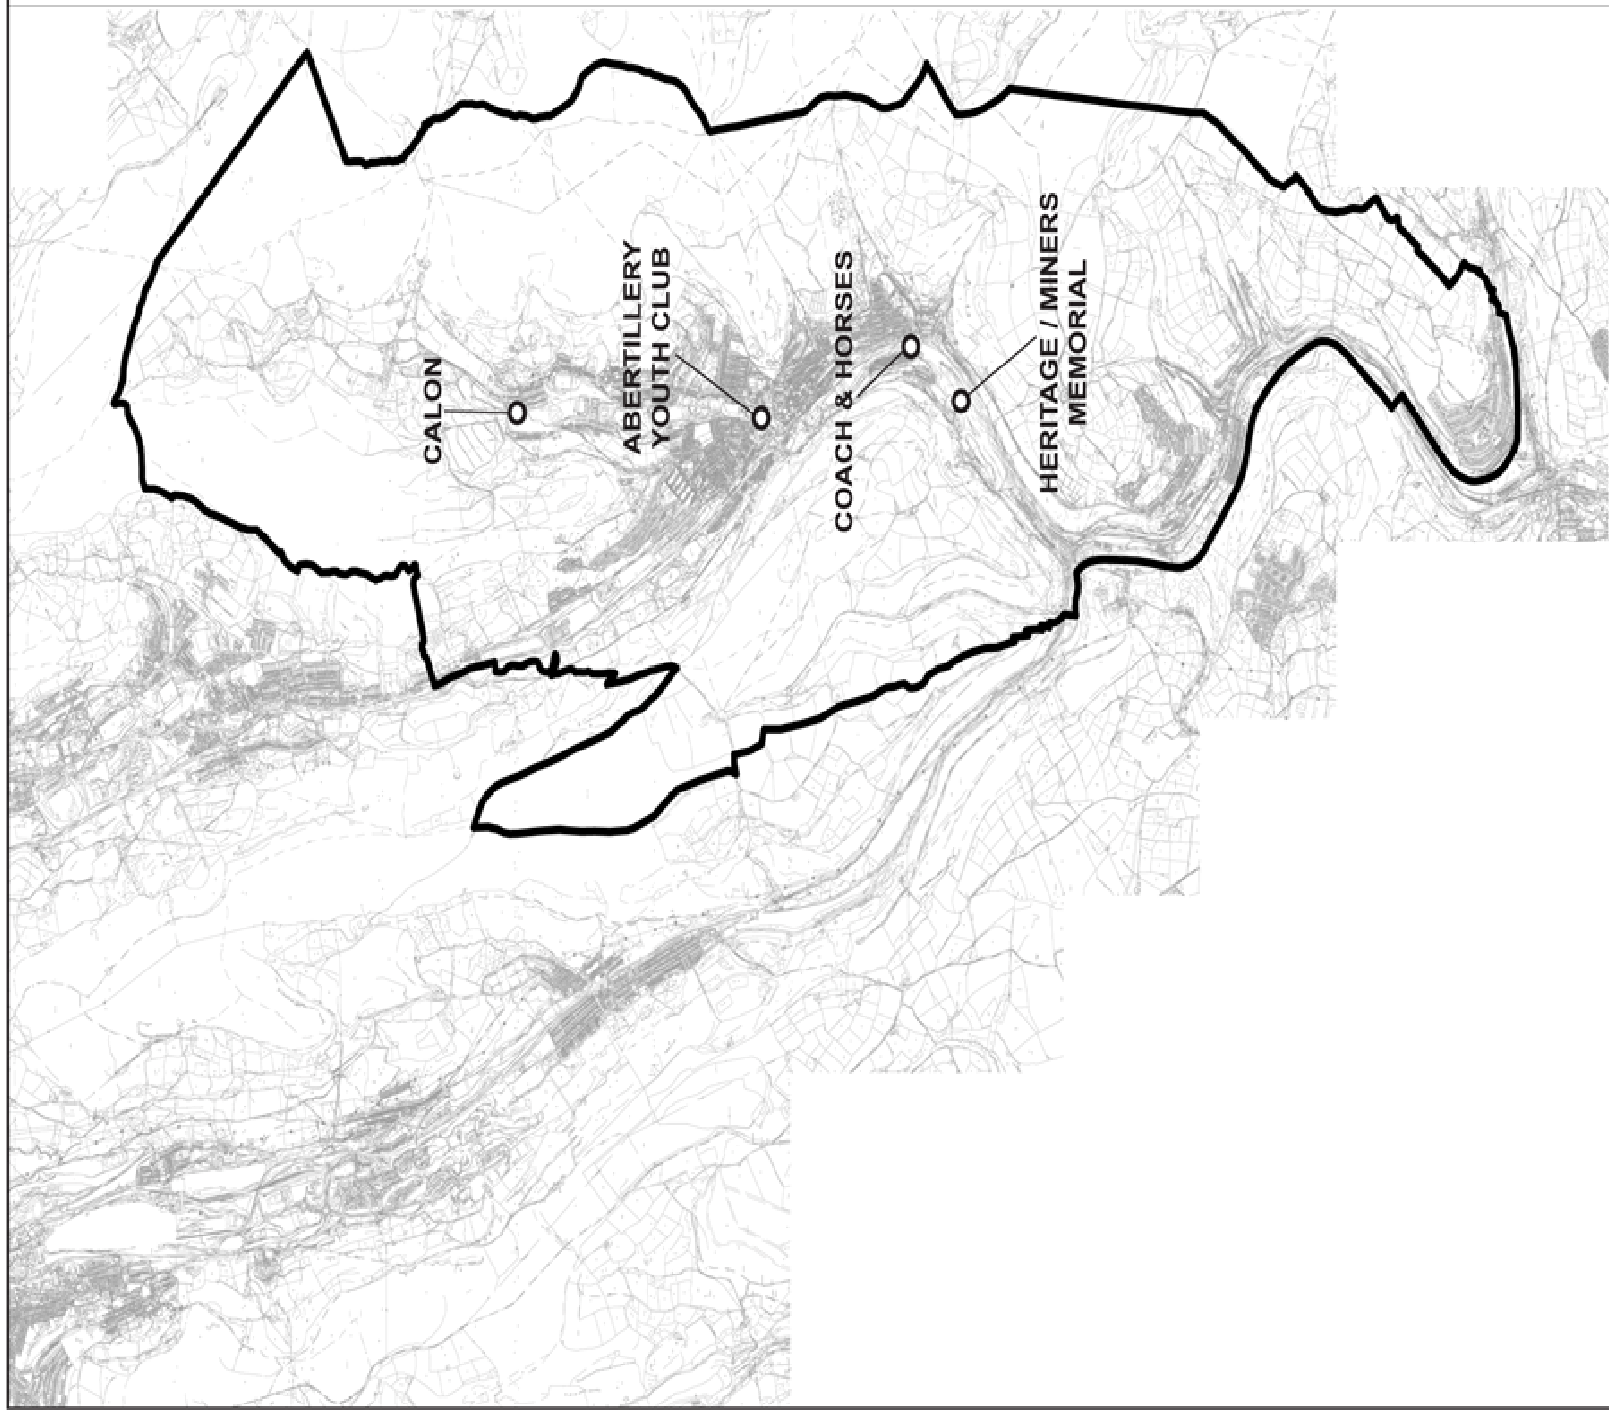 CALON
ABERTILLERY
YOUTH CLUB
COACH & HORSES
HERITAGE / MINERS
MEMORIAL